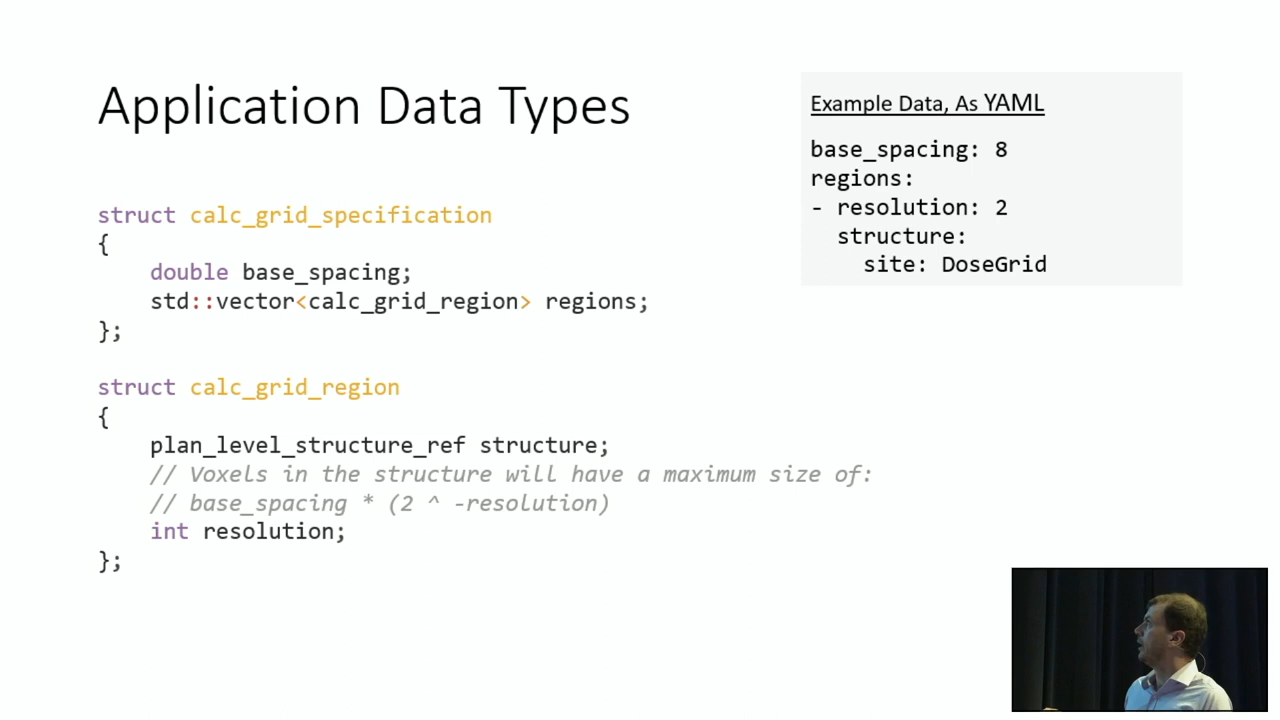 Application Data Types
struct calc_grid_specification
{
    double base_spacing;
    std::vector<calc_grid_region> regions;
};
struct calc_grid_region
{
    plan_level_structure_ref structure;
    // Voxels in the structure will have a maximum size of:
    // base_spacing * (2 ^ -resolution)
    int resolution;
};
Example Data, As YAML
base_spacing: 8
regions:
- resolution: 2
  structure:
    site: DoseGrid